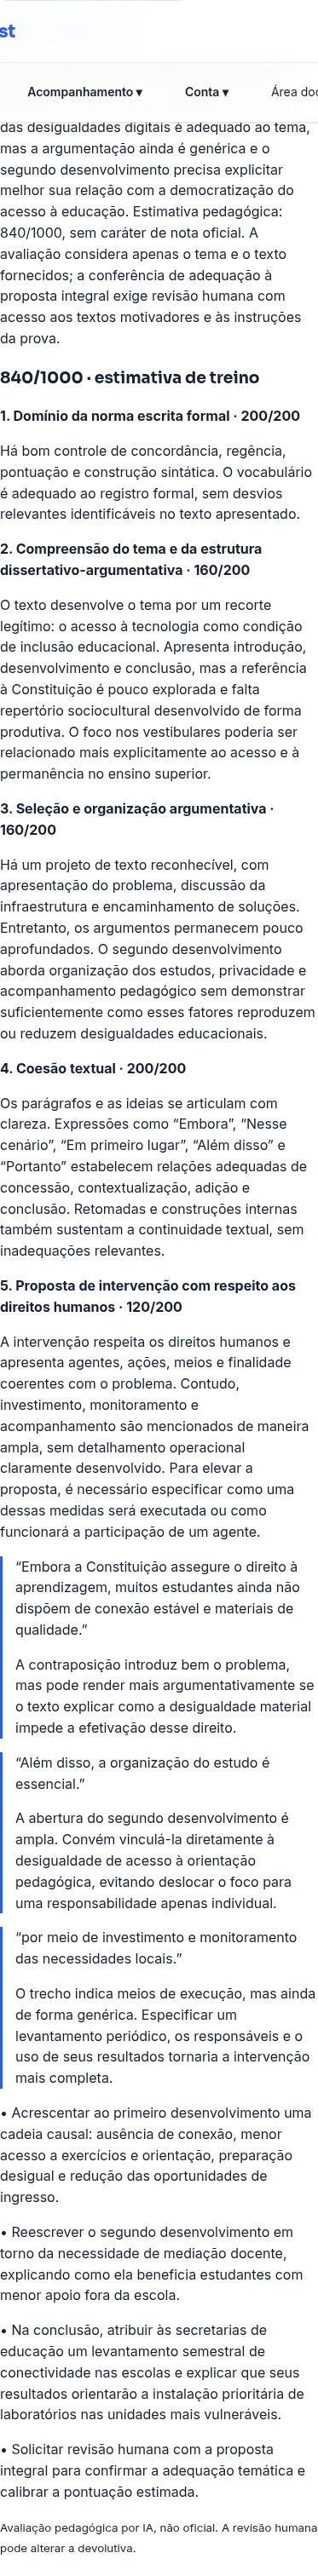 st
Acompanhamento ▾ Conta ▾ Área doc
das desigualdades digitais é adequado ao tema,
mas a argumentação ainda é genérica e o
segundo desenvolvimento precisa explicitar
melhor sua relação com a democratização do
acesso à educação. Estimativa pedagógica:
840/1000, sem caráter de nota oficial. A
avaliação considera apenas o tema e o texto
fornecidos; a conferência de adequação à
proposta integral exige revisão humana com
acesso aos textos motivadores e às instruções
da prova.
840/1000 · estimativa de treino
1. Domínio da norma escrita formal · 200/200
Há bom controle de concordância, regência,
pontuação e construção sintática. O vocabulário
é adequado ao registro formal, sem desvios
relevantes identificáveis no texto apresentado.
2. Compreensão do tema e da estrutura
dissertativo-argumentativa · 160/200
O texto desenvolve o tema por um recorte
legítimo: o acesso à tecnologia como condição
de inclusão educacional. Apresenta introdução,
desenvolvimento e conclusão, mas a referência
à Constituição é pouco explorada e falta
repertório sociocultural desenvolvido de forma
produtiva. O foco nos vestibulares poderia ser
relacionado mais explicitamente ao acesso e à
permanência no ensino superior.
3. Seleção e organização argumentativa ·
160/200
Há um projeto de texto reconhecível, com
apresentação do problema, discussão da
infraestrutura e encaminhamento de soluções.
Entretanto, os argumentos permanecem pouco
aprofundados. O segundo desenvolvimento
aborda organização dos estudos, privacidade e
acompanhamento pedagógico sem demonstrar
suficientemente como esses fatores reproduzem
ou reduzem desigualdades educacionais.
4. Coesão textual · 200/200
Os parágrafos e as ideias se articulam com
clareza. Expressões como “Embora”, “Nesse
cenário”, “Em primeiro lugar”, “Além disso” e
“Portanto” estabelecem relações adequadas de
concessão, contextualização, adição e
conclusão. Retomadas e construções internas
também sustentam a continuidade textual, sem
inadequações relevantes.
5. Proposta de intervenção com respeito aos
direitos humanos · 120/200
A intervenção respeita os direitos humanos e
apresenta agentes, ações, meios e finalidade
coerentes com o problema. Contudo,
investimento, monitoramento e
acompanhamento são mencionados de maneira
ampla, sem detalhamento operacional
claramente desenvolvido. Para elevar a
proposta, é necessário especificar como uma
dessas medidas será executada ou como
funcionará a participação de um agente.
“Embora a Constituição assegure o direito à
aprendizagem, muitos estudantes ainda não
dispõem de conexão estável e materiais de
qualidade.”
A contraposição introduz bem o problema,
mas pode render mais argumentativamente se
o texto explicar como a desigualdade material
impede a efetivação desse direito.
“Além disso, a organização do estudo é
essencial.”
A abertura do segundo desenvolvimento é
ampla. Convém vinculá-la diretamente à
desigualdade de acesso à orientação
pedagógica, evitando deslocar o foco para
uma responsabilidade apenas individual.
“por meio de investimento e monitoramento
das necessidades locais.”
O trecho indica meios de execução, mas ainda
de forma genérica. Especificar um
levantamento periódico, os responsáveis e o
uso de seus resultados tornaria a intervenção
mais completa.
• Acrescentar ao primeiro desenvolvimento uma
cadeia causal: ausência de conexão, menor
acesso a exercícios e orientação, preparação
desigual e redução das oportunidades de
ingresso.
• Reescrever o segundo desenvolvimento em
torno da necessidade de mediação docente,
explicando como ela beneficia estudantes com
menor apoio fora da escola.
• Na conclusão, atribuir às secretarias de
educação um levantamento semestral de
conectividade nas escolas e explicar que seus
resultados orientarão a instalação prioritária de
laboratórios nas unidades mais vulneráveis.
• Solicitar revisão humana com a proposta
integral para confirmar a adequação temática e
calibrar a pontuação estimada.
Avaliação pedagógica por IA, não oficial. A revisão humana
pode alterar a devolutiva.